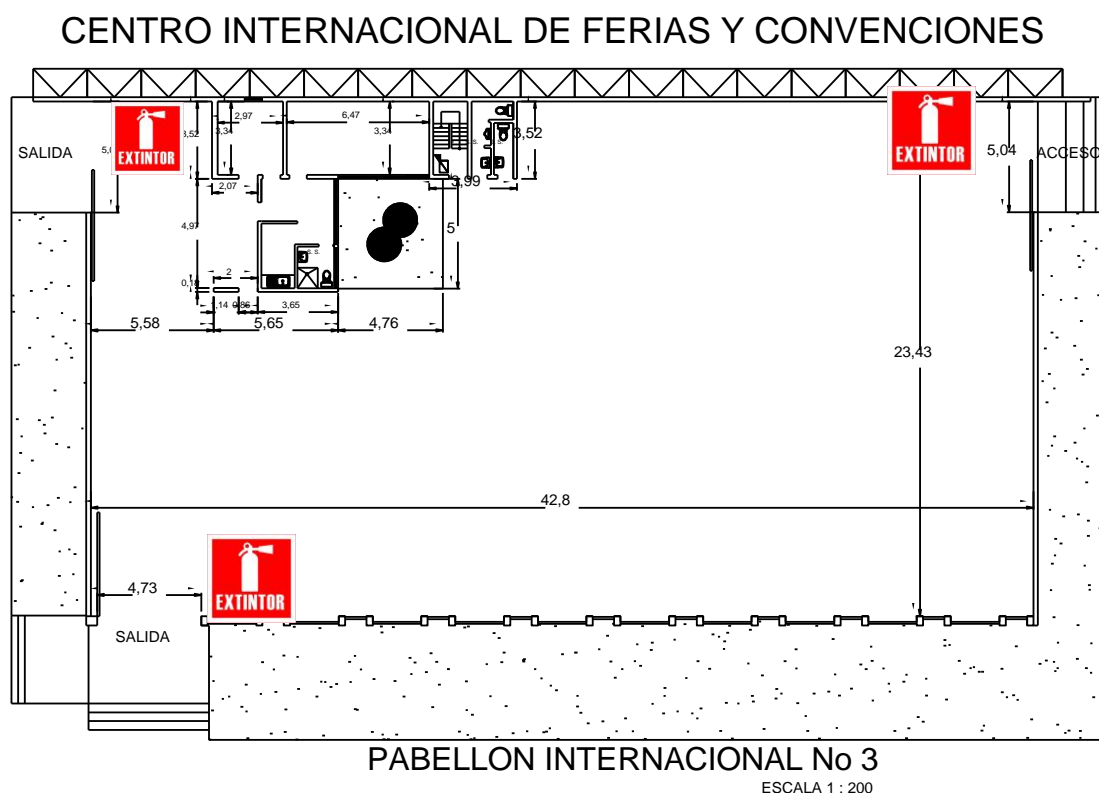 CENTRO INTERNACIONAL DE FERIAS Y CONVENCIONES
2,97
6,47
3,34
3,34
3,52
SALIDA
EXTINTOR
EXTINTOR
5,04
ACCESO
2,07
3,99
4,97
5
S. S.
2
3,65
5,58
5,65
4,76
23,43
42,8
4,73
EXTINTOR
SALIDA
PABELLON INTERNACIONAL No 3
ESCALA 1 : 200